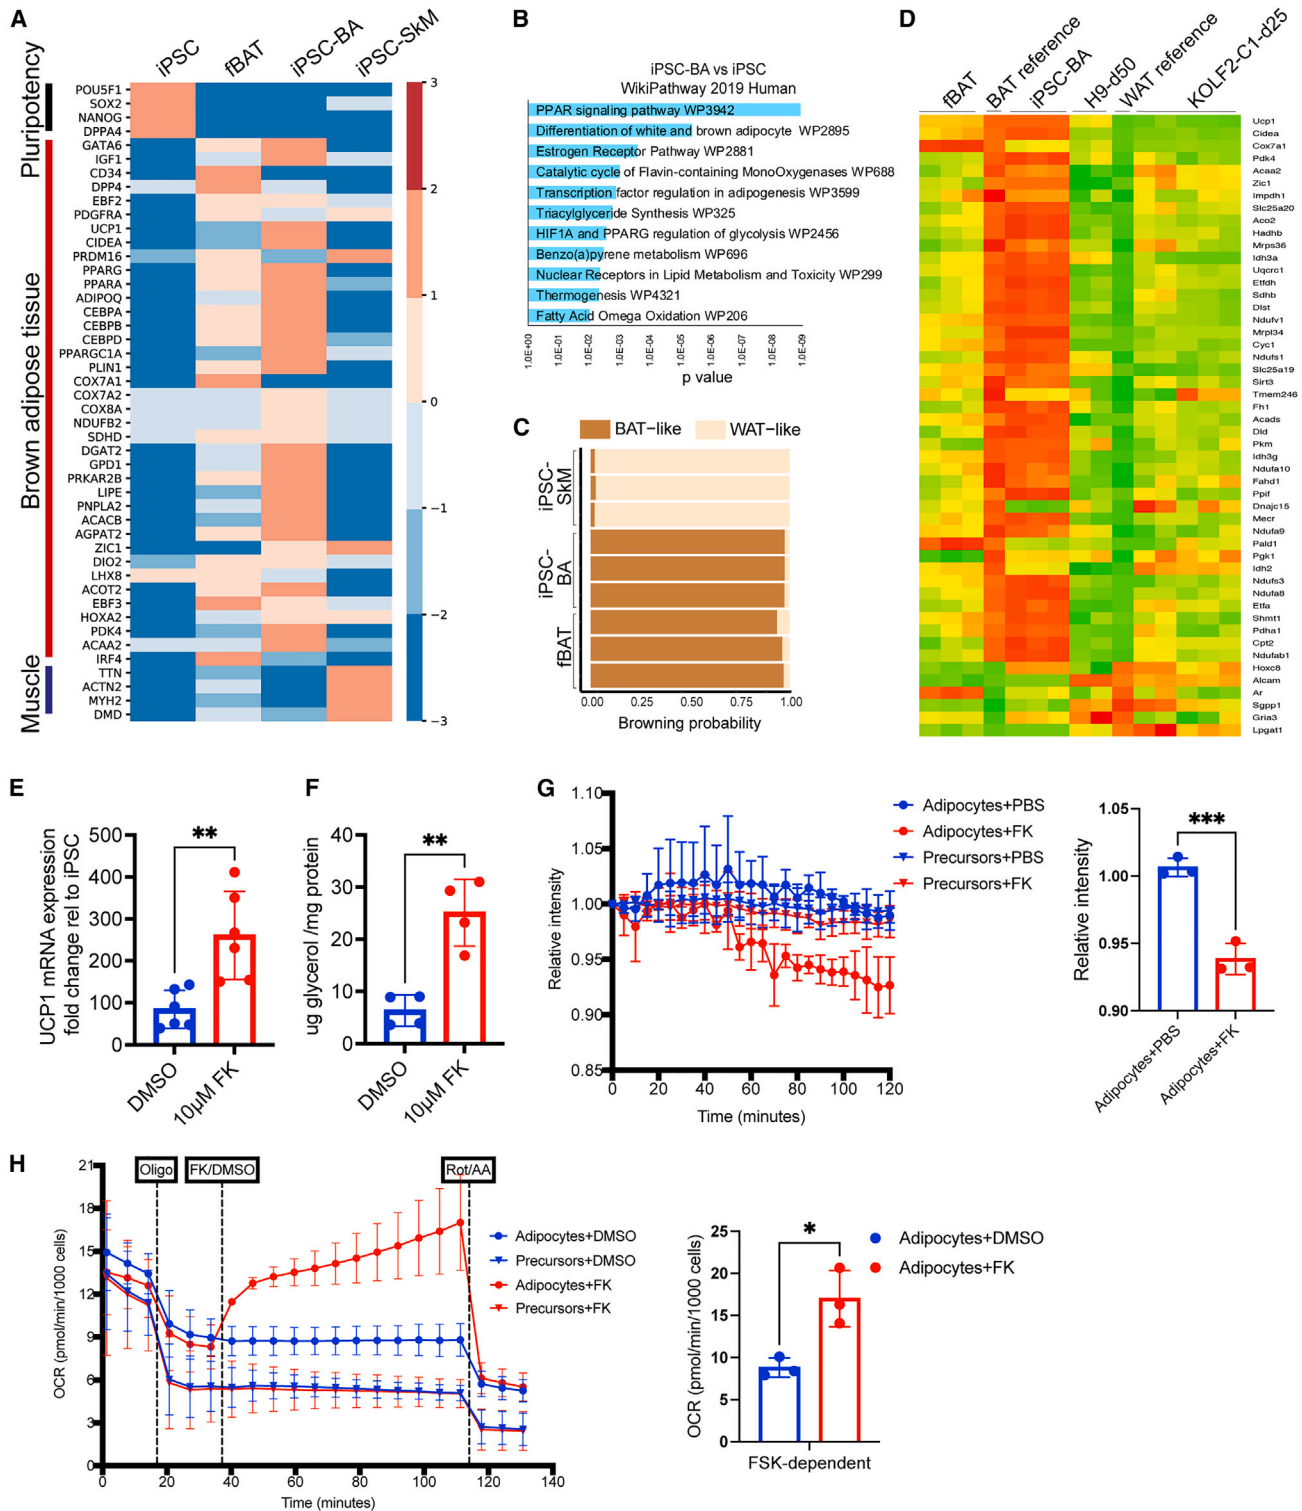 A
iPSC
fBAT
iPSC-BA
iPSC-SkM
Pluripotency
Brown adipose tissue
Muscle
POU5F1
SOX2
NANOG
DPPA4
GATA6
IGF1
CD34
DPP4
EBF2
PDGFRA
UCP1
CIDEA
PRDM16
PPARG
PPARA
ADIPOQ
CEBPA
CEBPB
CEBPD
PPARGC1A
PLIN1
COX7A1
COX7A2
COX8A
NDUFB2
SDHD
DGAT2
GPD1
PRKAR2B
LIPE
PNPLA2
ACACB
AGPAT2
ZIC1
DIO2
LHX8
ACOT2
EBF3
HOXA2
PDK4
ACAA2
IRF4
TTN
ACTN2
MYH2
DMD
3
2
1
0
−1
−2
−3
B
iPSC-BA vs iPSC
WikiPathway 2019 Human
PPAR signaling pathway WP3942
Differentiation of white and brown adipocyte WP2895
Estrogen Receptor Pathway WP2881
Catalytic cycle of Flavin-containing MonoOxygenases WP688
Transcription factor regulation in adipogenesis WP3599
Triacylglyceride Synthesis WP325
HIF1A and PPARG regulation of glycolysis WP2456
Benzo(a)pyrene metabolism WP696
Nuclear Receptors in Lipid Metabolism and Toxicity WP299
Thermogenesis WP4321
Fatty Acid Omega Oxidation WP206
1.0E+00
1.0E-01
1.0E-02
1.0E-03
1.0E-04
1.0E-05
1.0E-06
1.0E-07
1.0E-08
1.0E-09
p value
C
BAT−like
WAT−like
iPSC-
SkM
iPSC-
BA
fBAT
0.00
0.25
0.50
0.75
1.00
Browning probability
D
fBAT
BAT reference
iPSC-BA
H9-d50
WAT reference
KOLF2-C1-d25
Ucp1
Cidea
Cox7a1
Pdk4
Acaa2
Zic1
Impdh1
Slc25a20
Aco2
Hadhb
Mrps36
Idh3a
Uqcrc1
Etfdh
Sdhb
Dlst
Ndufv1
Mrpl34
Cyc1
Ndufs1
Slc25a19
Sirt3
Tmem246
Fh1
Acads
Dld
Pkm
Idh3g
Ndufa10
Fahd1
Ppif
Dnajc15
Mecr
Ndufa9
Pald1
Pgk1
Idh2
Ndufs3
Ndufa8
Etfa
Shmt1
Pdha1
Cpt2
Ndufab1
Hoxc8
Alcam
Ar
Sgpp1
Gria3
Lpgat1
E
UCP1 mRNA expression
fold change rel to iPSC
500
400
300
200
100
0
**
DMSO
10µM FK
F
ug glycerol /mg protein
40
30
20
10
0
**
DMSO
10µM FK
G
Relative intensity
1.10
1.05
1.00
0.95
0.90
0.85
0
20
40
60
80
100
120
Time (minutes)
Adipocytes+PBS
Adipocytes+FK
Precursors+PBS
Precursors+FK
Relative intensity
1.05
1.00
0.95
0.90
***
Adipocytes+PBS
Adipocytes+FK
H
OCR (pmol/min/1000 cells)
21
18
15
12
9
6
3
0
Oligo
FK/DMSO
Rot/AA
0
20
40
60
80
100
120
140
Time (minutes)
Adipocytes+DMSO
Precursors+DMSO
Adipocytes+FK
Precursors+FK
OCR (pmol/min/1000 cells)
25
20
15
10
5
0
*
FSK-dependent
Adipocytes+DMSO
Adipocytes+FK